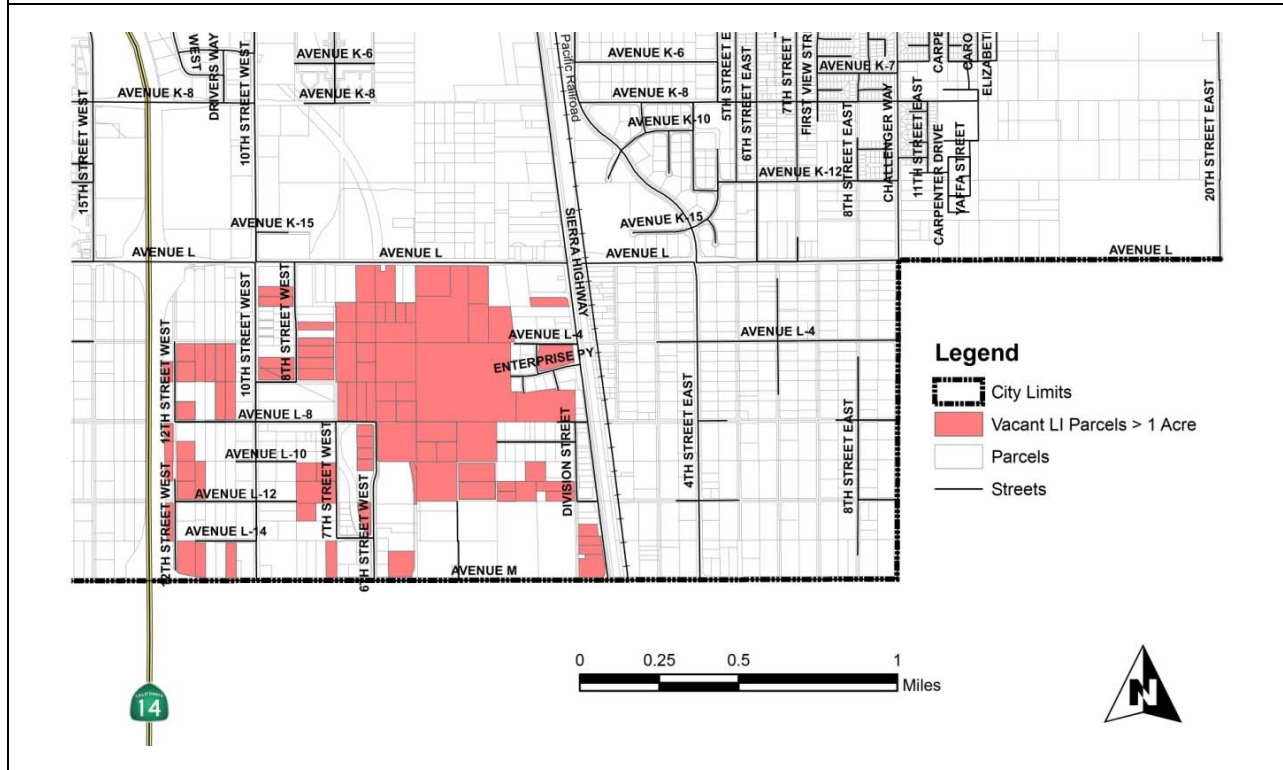 WEST
DRIVERS WAY
10TH STREET WEST
AVENUE K-6
Pacific Railroad
AVENUE K-6
5TH STREET E
6TH STREET EAST
7TH STREET
FIRST VIEW STR
AVENUE K-7
CARPE
CARO
ELIZABETH
15TH STREET WEST
AVENUE K-8
AVENUE K-8
AVENUE K-8
AVENUE K-10
8TH STREET EAST
CHALLENGER WAY
11TH STREET EAST
CARPENTER DRIVE
YAFFA STREET
20TH STREET EAST
AVENUE K-12
AVENUE K-15
SIERRA HIGHWAY
AVENUE K-15
AVENUE L
AVENUE L
AVENUE L
AVENUE L
10TH STREET WEST
8TH STREET WEST
12TH STREET WEST
AVENUE L-4
AVENUE L-4
ENTERPRISE PY
AVENUE L-8
7TH STREET WEST
DIVISION STREET
4TH STREET EAST
8TH STREET EAST
AVENUE L-10
12TH STREET WEST
AVENUE L-12
6TH STREET WEST
AVENUE L-14
AVENUE M
Legend
City Limits
Vacant LI Parcels > 1 Acre
Parcels
Streets
0 0.25 0.5 1
Miles
CALIFORNIA
14
N